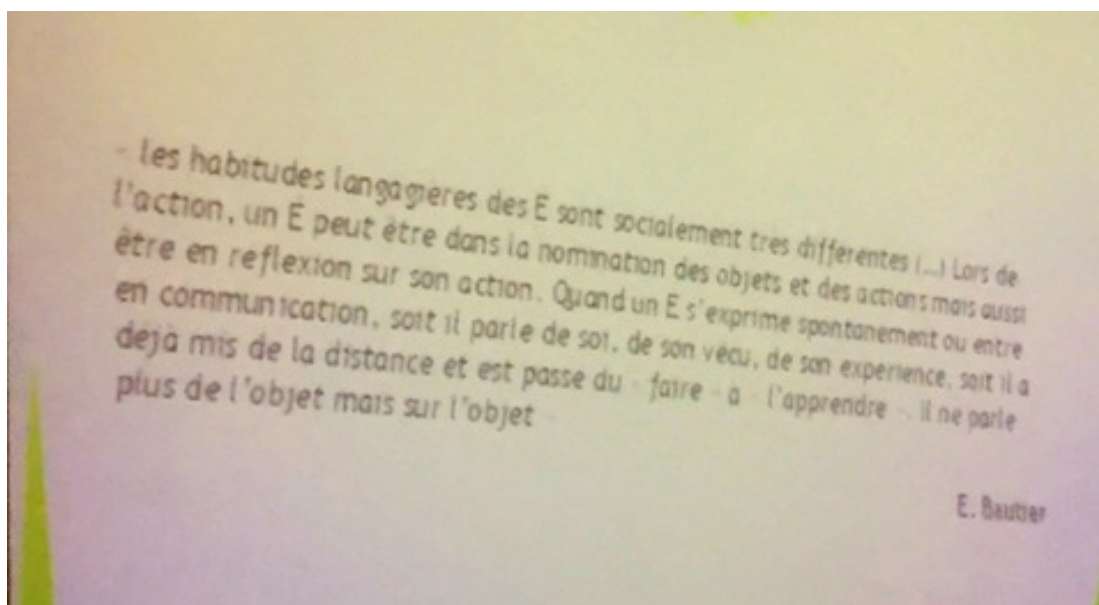 « les habitudes langagières des E sont socialement très différentes (...) Lors de
l'action, un E peut être dans la nomination des objets et des actions mais aussi
être en réflexion sur son action. Quand un E s'exprime spontanément ou entre
en communication, soit il parle de soi, de son vécu, de son expérience, soit il a
déjà mis de la distance et est passé du « faire » à « l'apprendre ». Il ne parle
plus de l'objet mais sur l'objet »
E. Bautier